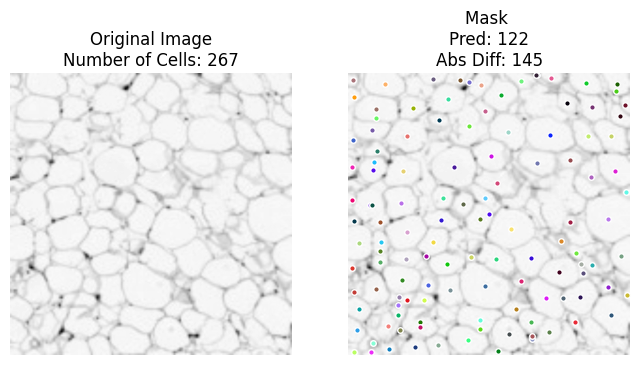 Original Image
Number of Cells: 267
Mask
Pred: 122
Abs Diff: 145